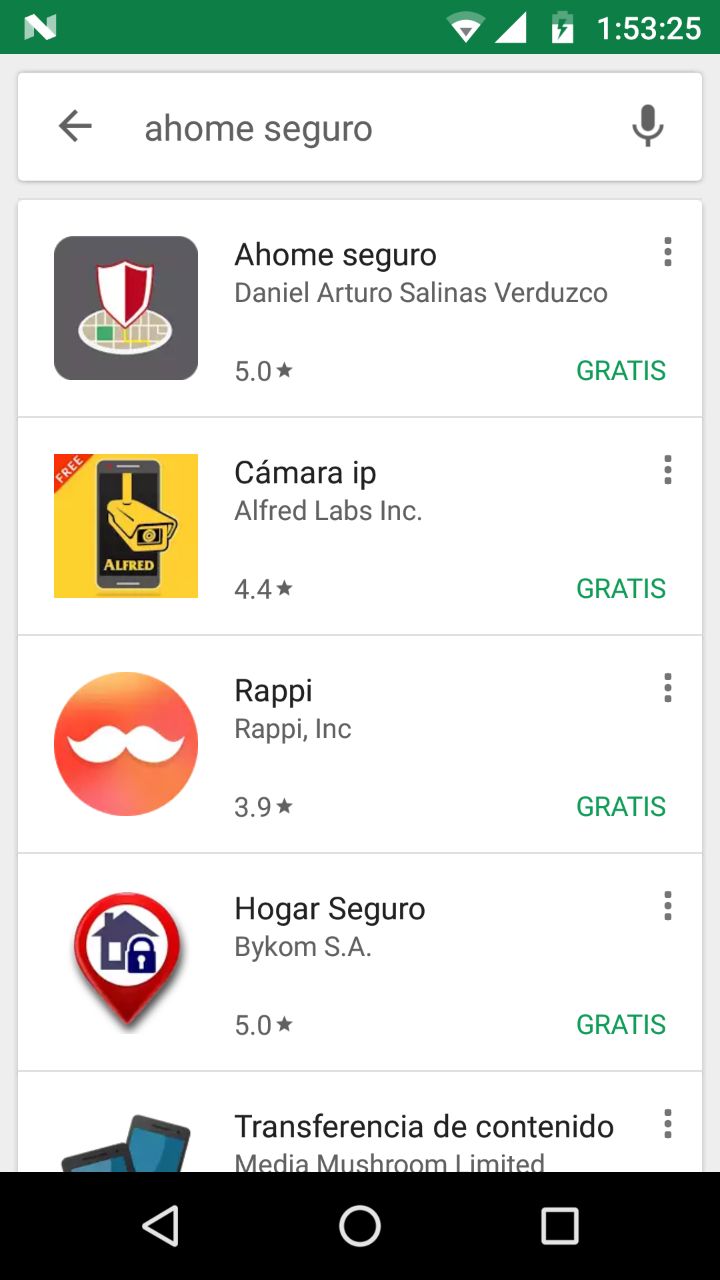 1:53:25
ahome seguro
Ahome seguro
Daniel Arturo Salinas Verduzco
5.0
GRATIS
FREE
ALFRED
Cámara ip
Alfred Labs Inc.
4.4
GRATIS
Rappi
Rappi, Inc
3.9
GRATIS
Hogar Seguro
Bykom S.A.
5.0
GRATIS
Transferencia de contenido
Media Mushroom Limited